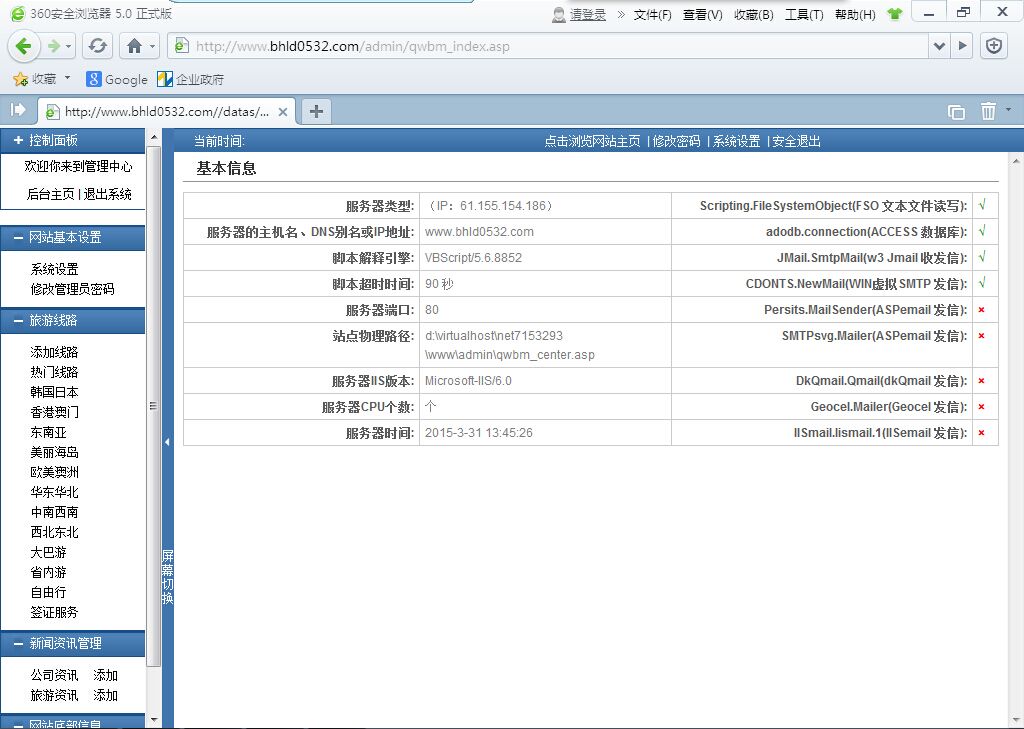 360安全浏览器 5.0 正式版
请登录 » 文件(F) 查看(V) 收藏(B) 工具(T) 帮助(H)
http://www.bhld0532.com/admin/qwbm_index.asp
收藏 Google 企业政府
http://www.bhld0532.com//datas/...
+ 控制面板
欢迎你来到管理中心
后台主页 | 退出系统
− 网站基本设置
系统设置
修改管理员密码
− 旅游线路
添加线路
热门线路
韩国日本
香港澳门
东南亚
美丽海岛
欧美澳洲
华东华北
中南西南
西北东北
大巴游
省内游
自由行
签证服务
− 新闻资讯管理
公司资讯 添加
旅游资讯 添加
− 网站底部信息
屏幕切换
当前时间: 点击浏览网站主页 | 修改密码 | 系统设置 | 安全退出
基本信息
服务器类型: （IP：61.155.154.186） Scripting.FileSystemObject(FSO 文本文件读写): √
服务器的主机名、DNS别名或IP地址: www.bhld0532.com adodb.connection(ACCESS 数据库): √
脚本解释引擎: VBScript/5.6.8852 JMail.SmtpMail(w3 Jmail 收发信): √
脚本超时时间: 90 秒 CDONTS.NewMail(WIN虚拟 SMTP 发信): √
服务器端口: 80 Persits.MailSender(ASPemail 发信): ×
站点物理路径: d:\virtualhost\net7153293 SMTPsvg.Mailer(ASPemail 发信): ×
\www\admin\qwbm_center.asp
服务器IIS版本: Microsoft-IIS/6.0 DkQmail.Qmail(dkQmail 发信): ×
服务器CPU个数: 个 Geocel.Mailer(Geocel 发信): ×
服务器时间: 2015-3-31 13:45:26 IISmail.Iismail.1(IISemail 发信): ×